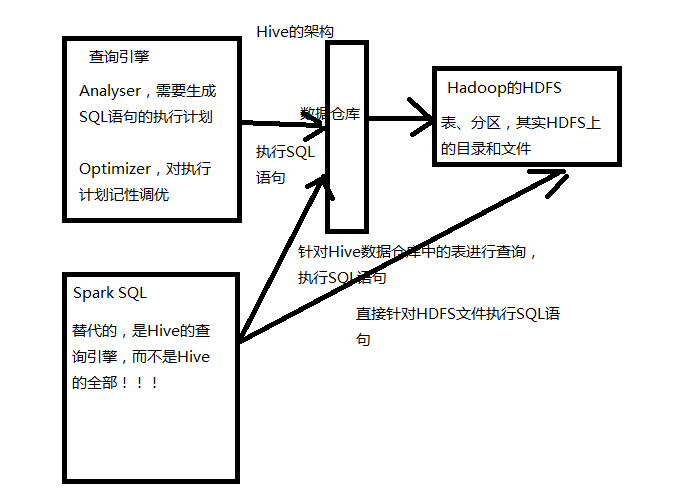 Hive的架构
查询引擎
Analyser，需要生成
SQL语句的执行计划
Optimizer，对执行
计划记性调优
数据仓库
执行SQL
语句
Hadoop的HDFS
表、分区，其实HDFS上
的目录和文件
针对Hive数据仓库中的表进行查询，
执行SQL语句
Spark SQL
替代的，是Hive的查
询引擎，而不是Hive
的全部！！！
直接针对HDFS文件执行SQL语
句